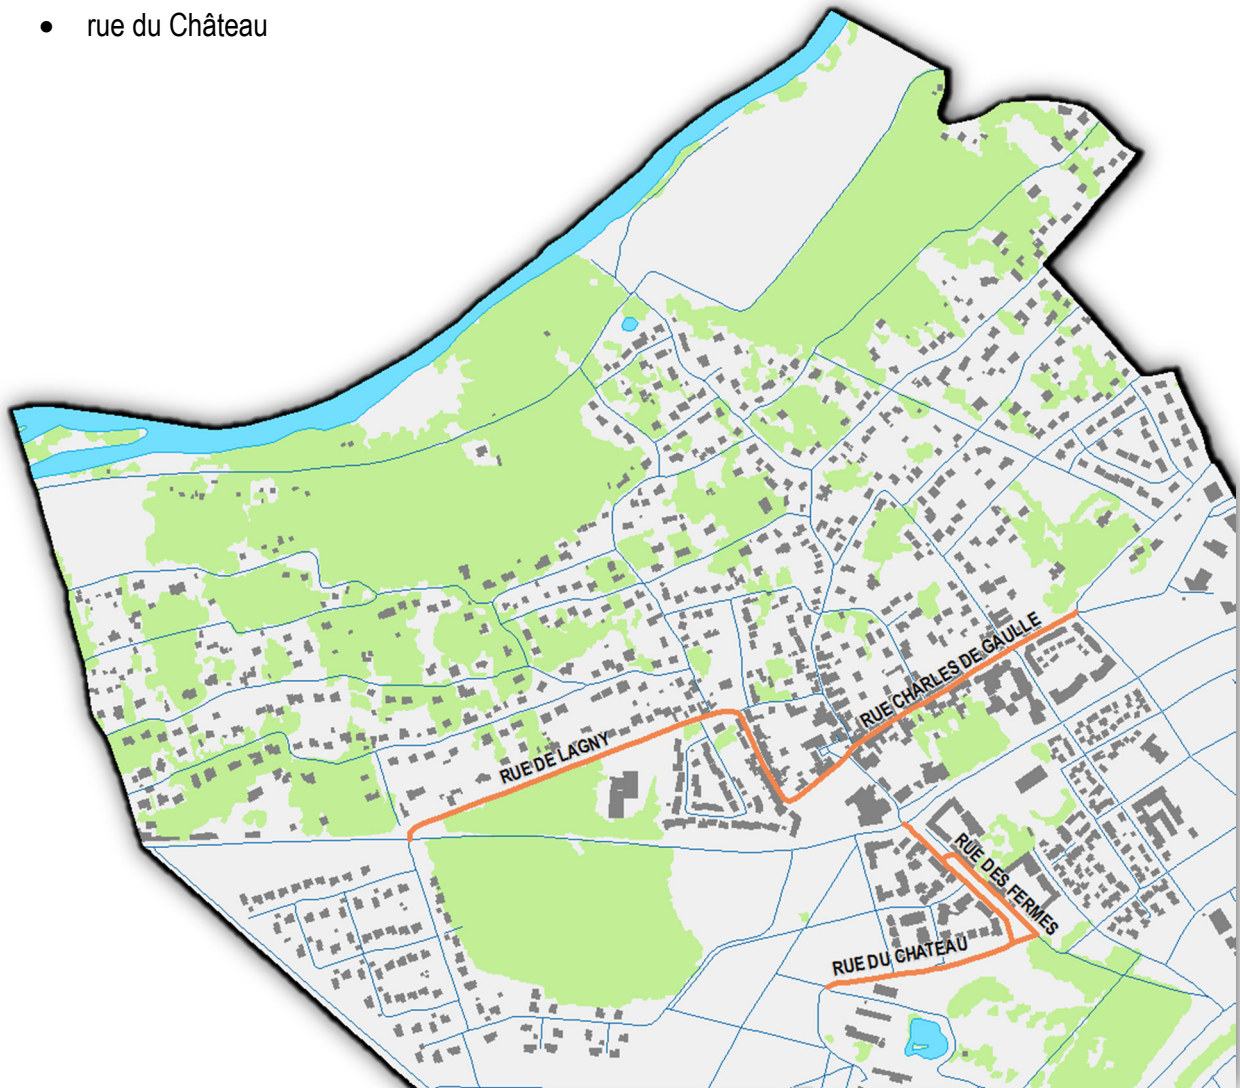 • rue du Château
RUE CHARLES DE GAULLE
RUE DE LAGNY
RUE DES FERMES
RUE DU CHATEAU